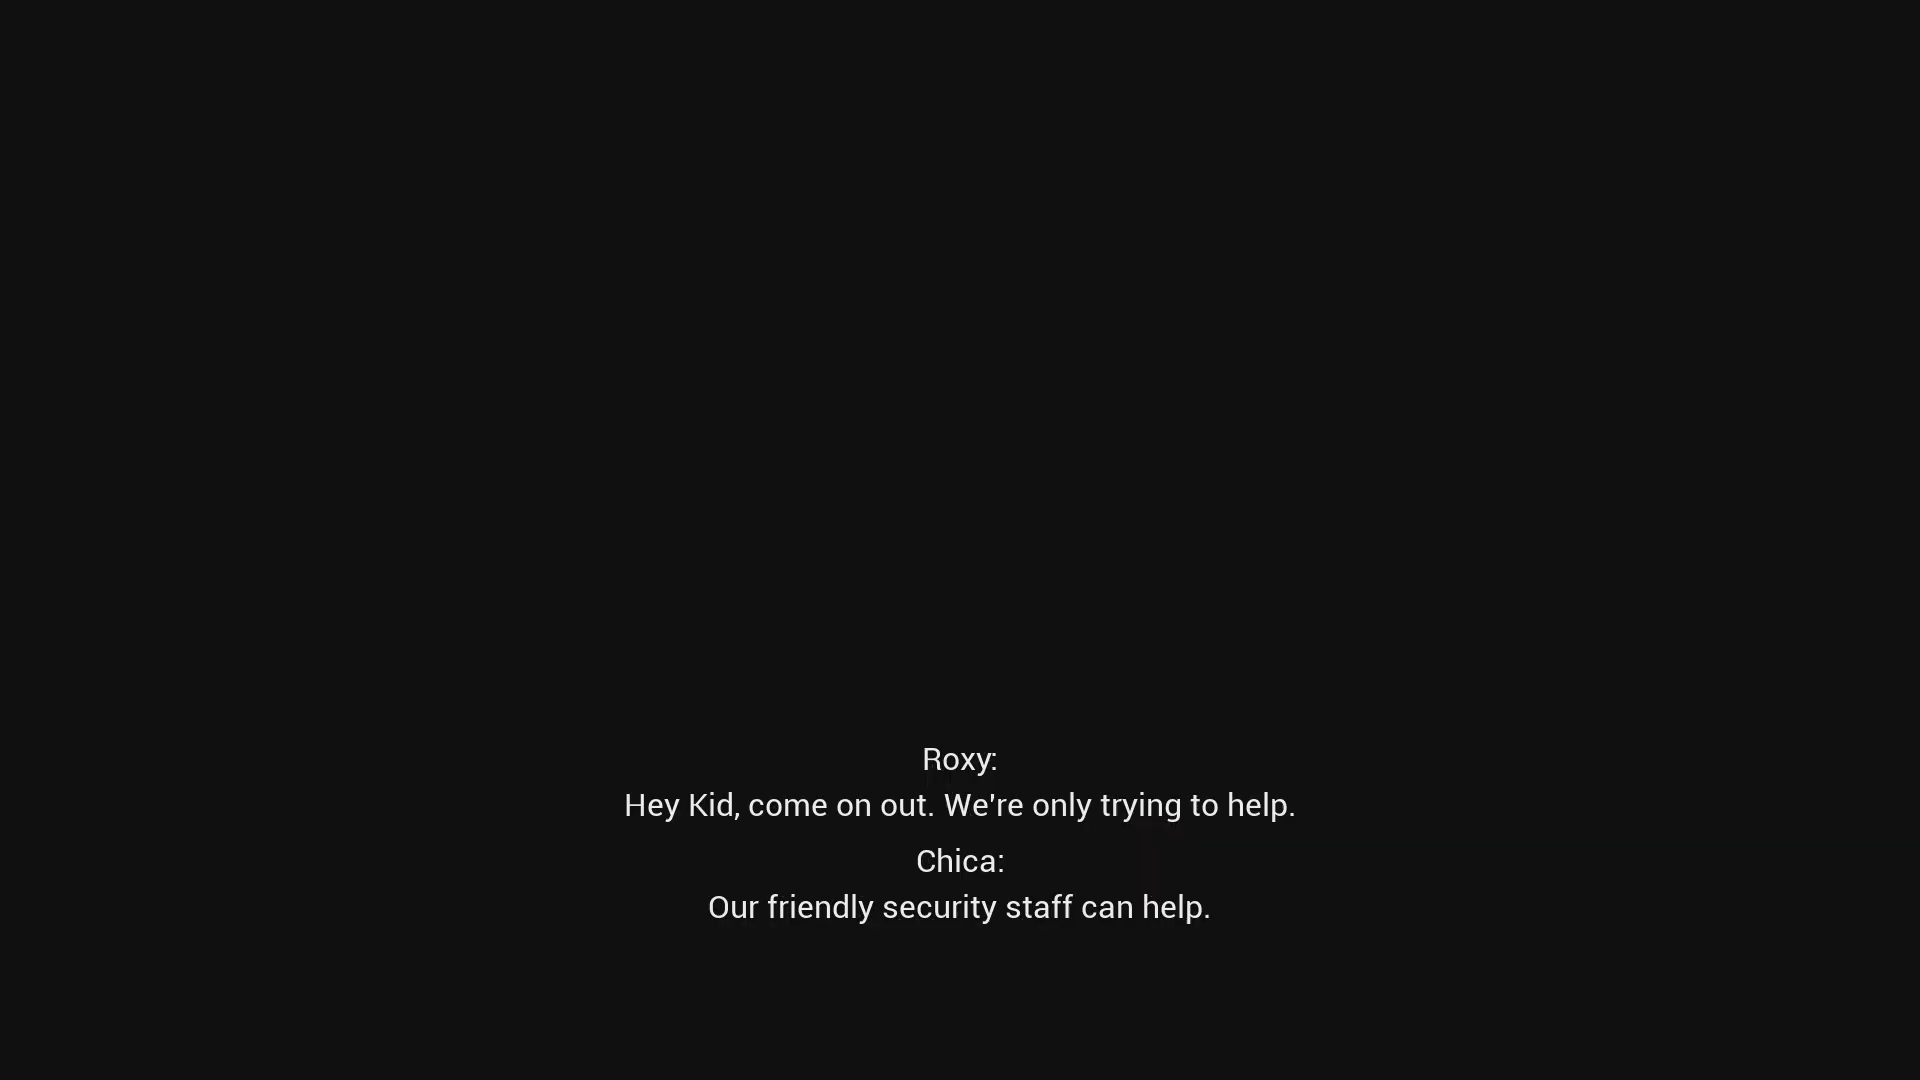 Roxy:
Hey Kid, come on out. We're only trying to help.
Chica:
Our friendly security staff can help.